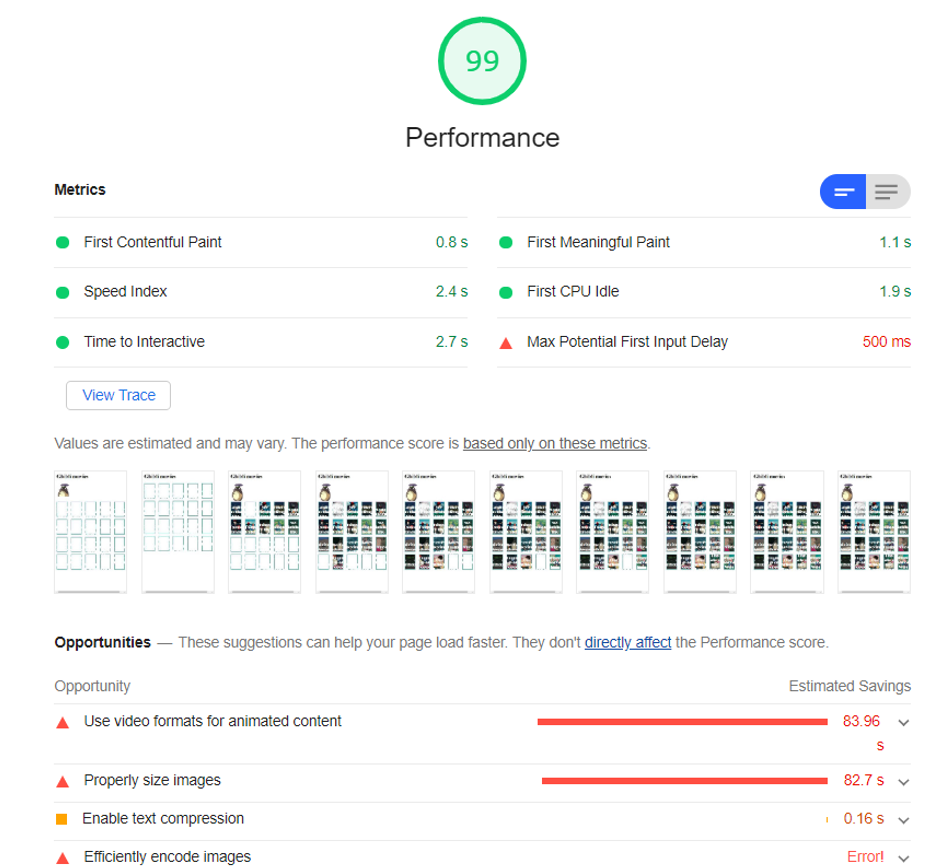 99
Performance
Metrics
First Contentful Paint 0.8 s
First Meaningful Paint 1.1 s
Speed Index 2.4 s
First CPU Idle 1.9 s
Time to Interactive 2.7 s
Max Potential First Input Delay 500 ms
View Trace
Values are estimated and may vary. The performance score is based only on these metrics.
Opportunities — These suggestions can help your page load faster. They don't directly affect the Performance score.
Opportunity Estimated Savings
Use video formats for animated content 83.96
s
Properly size images 82.7 s
Enable text compression 0.16 s
Efficiently encode images Error!